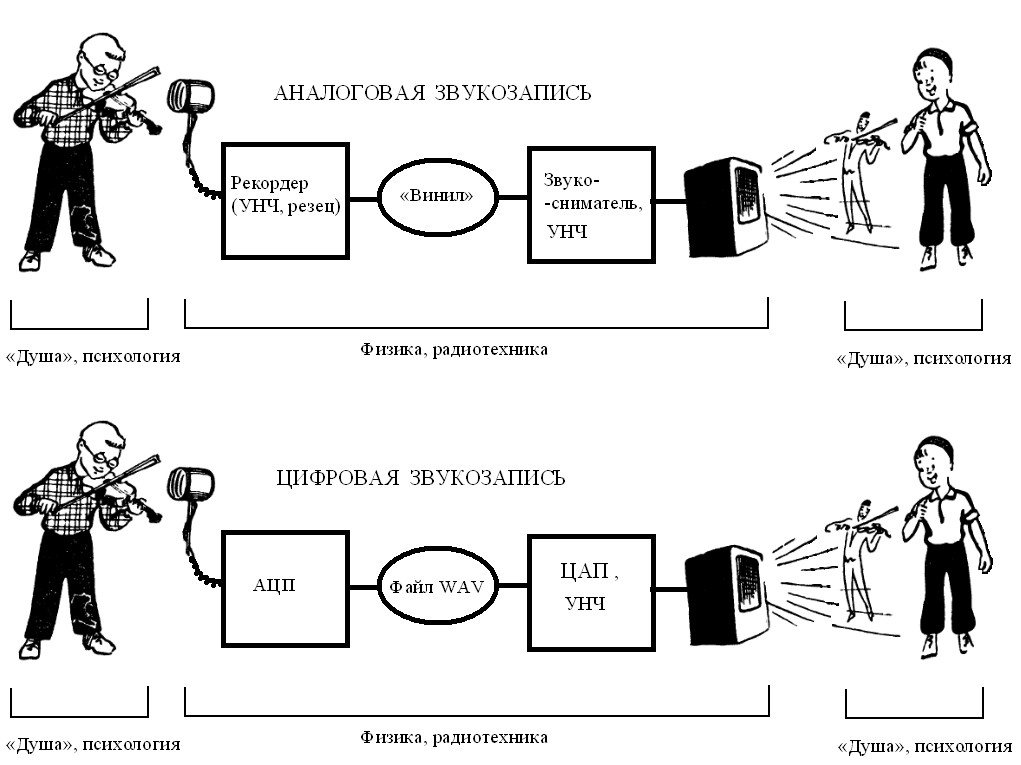 АНАЛОГОВАЯ ЗВУКОЗАПИСЬ
Рекордер
(УНЧ, резец)
«Винил»
Звуко-
-сниматель,
УНЧ
«Душа», психология
Физика, радиотехника
«Душа», психология
ЦИФРОВАЯ ЗВУКОЗАПИСЬ
АЦП
Файл WAV
ЦАП ,
УНЧ
«Душа», психология
Физика, радиотехника
«Душа», психология